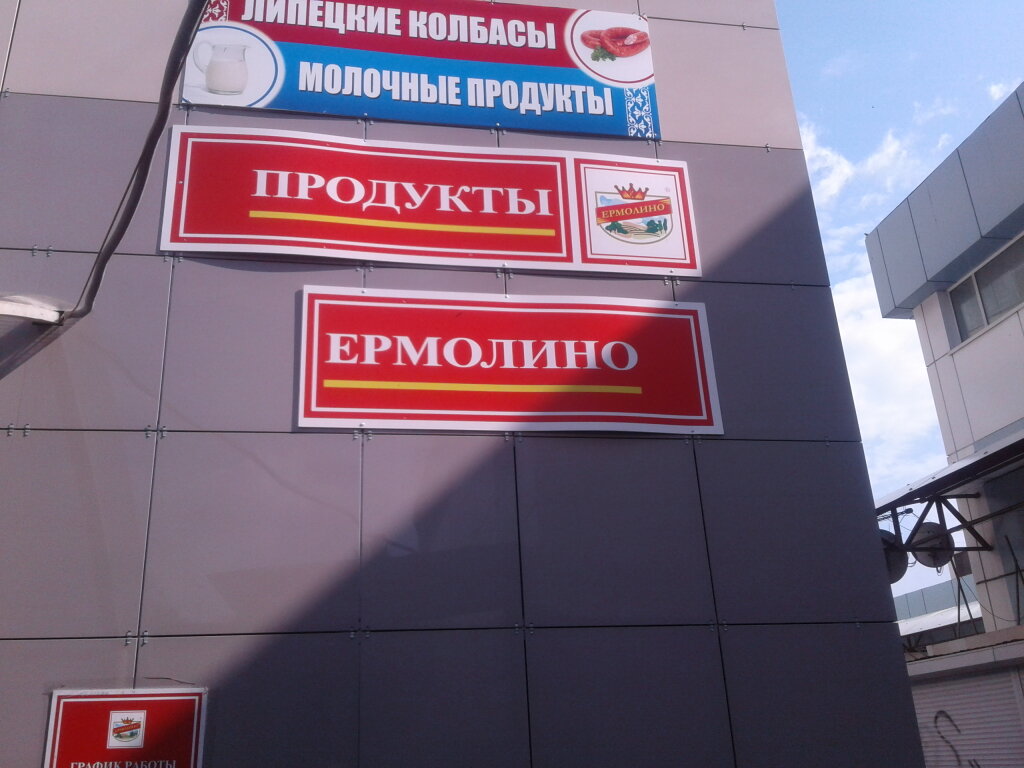 ЛИПЕЦКИЕ КОЛБАСЫ
МОЛОЧНЫЕ ПРОДУКТЫ
ПРОДУКТЫ
ЕРМОЛИНО
ЕРМОЛИНО
ГРАФИК РАБОТЫ